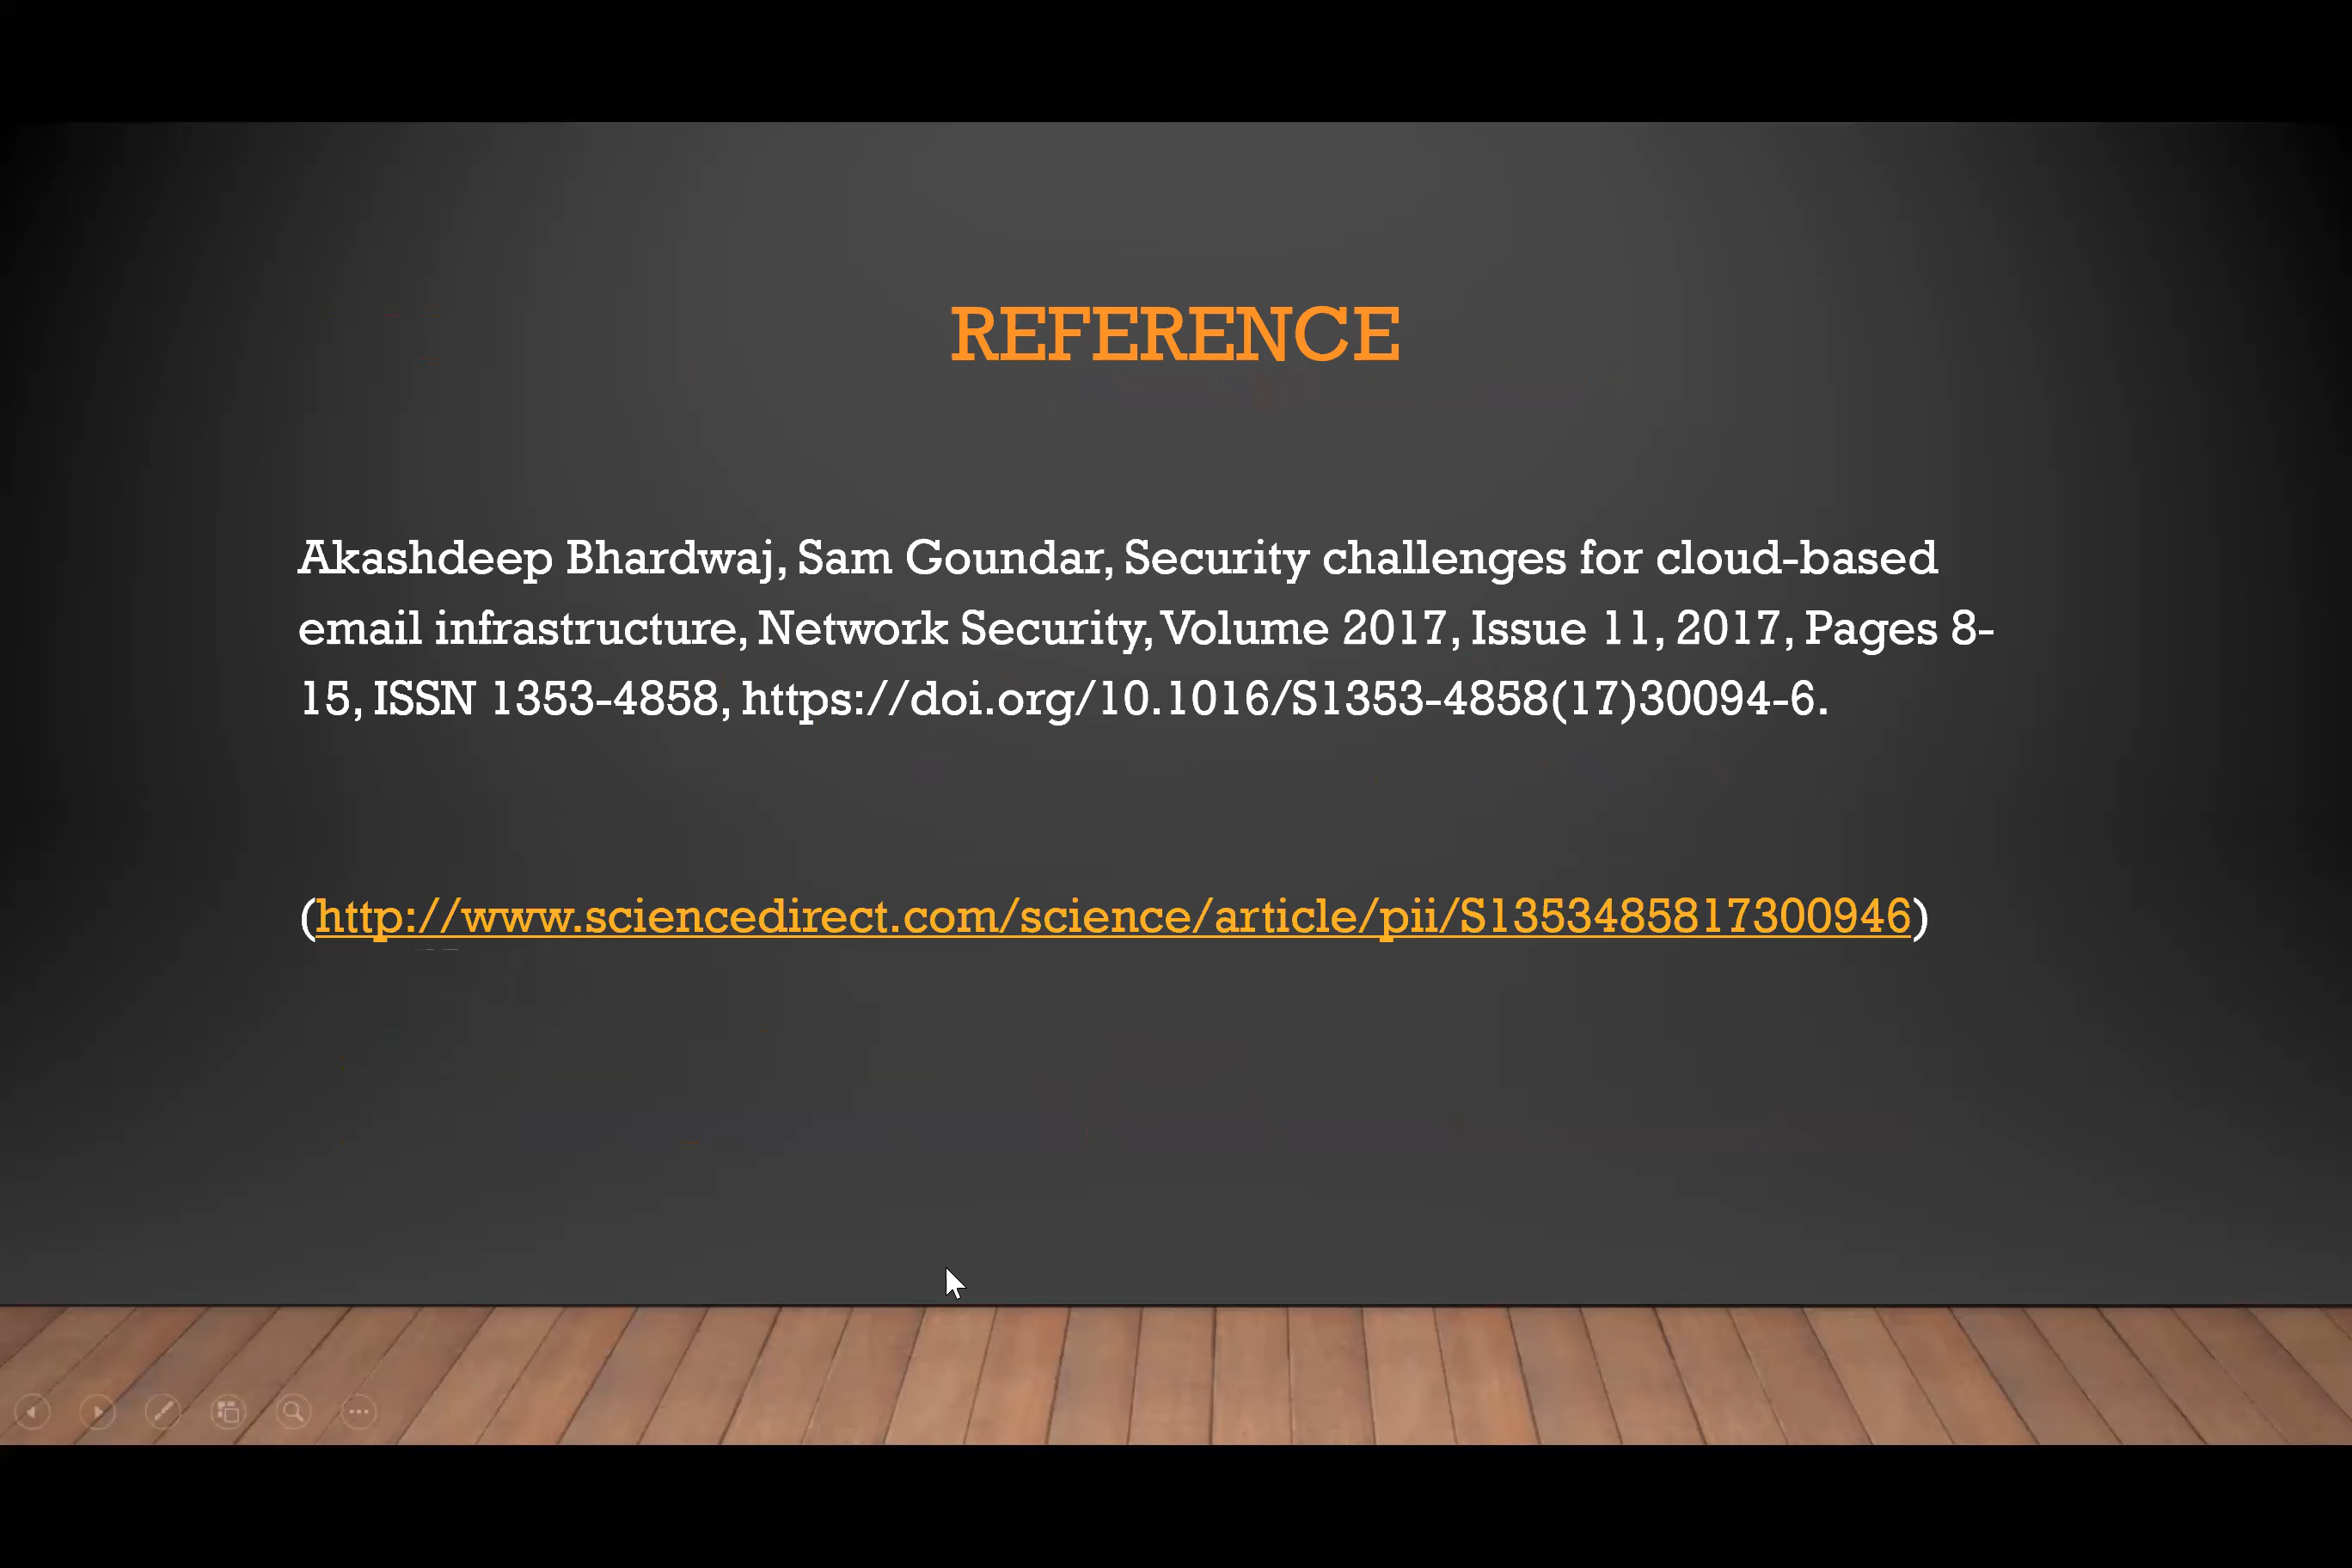 REFERENCE
Akashdeep Bhardwaj, Sam Goundar, Security challenges for cloud-based
email infrastructure, Network Security, Volume 2017, Issue 11, 2017, Pages 8-
15, ISSN 1353-4858, https://doi.org/10.1016/S1353-4858(17)30094-6.
(http://www.sciencedirect.com/science/article/pii/S1353485817300946)